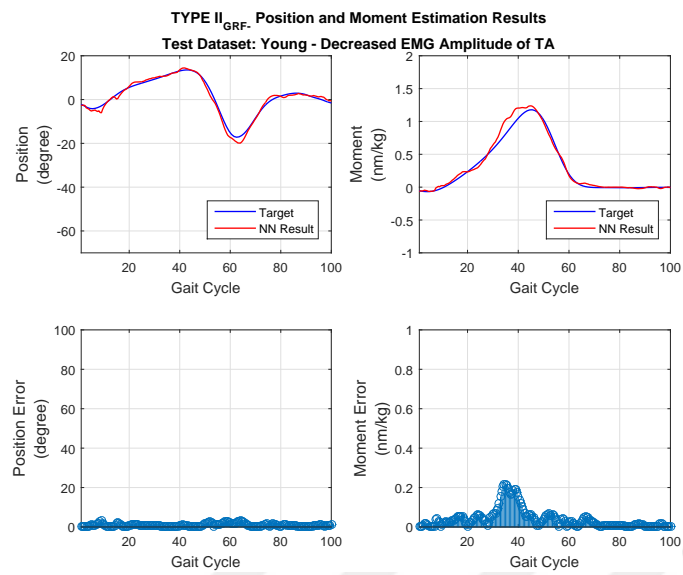 TYPE II_GRF- Position and Moment Estimation Results
Test Dataset: Young - Decreased EMG Amplitude of TA
20
0
-20
-40
-60
Position
(degree)
Target
NN Result
20 40 60 80 100
Gait Cycle
2
1.5
1
0.5
0
-0.5
-1
Moment
(nm/kg)
Target
NN Result
20 40 60 80 100
Gait Cycle
100
80
60
40
20
0
Position Error
(degree)
20 40 60 80 100
Gait Cycle
1
0.8
0.6
0.4
0.2
0
Moment Error
(nm/kg)
20 40 60 80 100
Gait Cycle